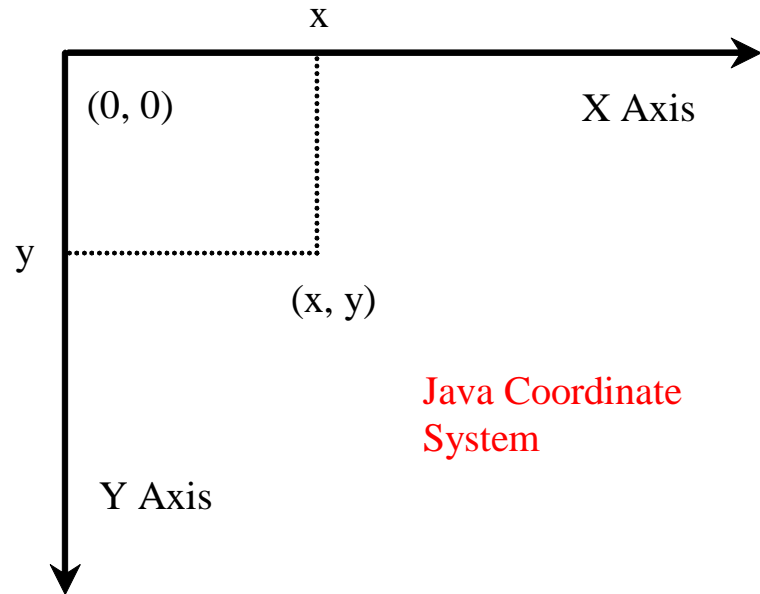 x
(0, 0)
X Axis
y
(x, y)
Java Coordinate
System
Y Axis